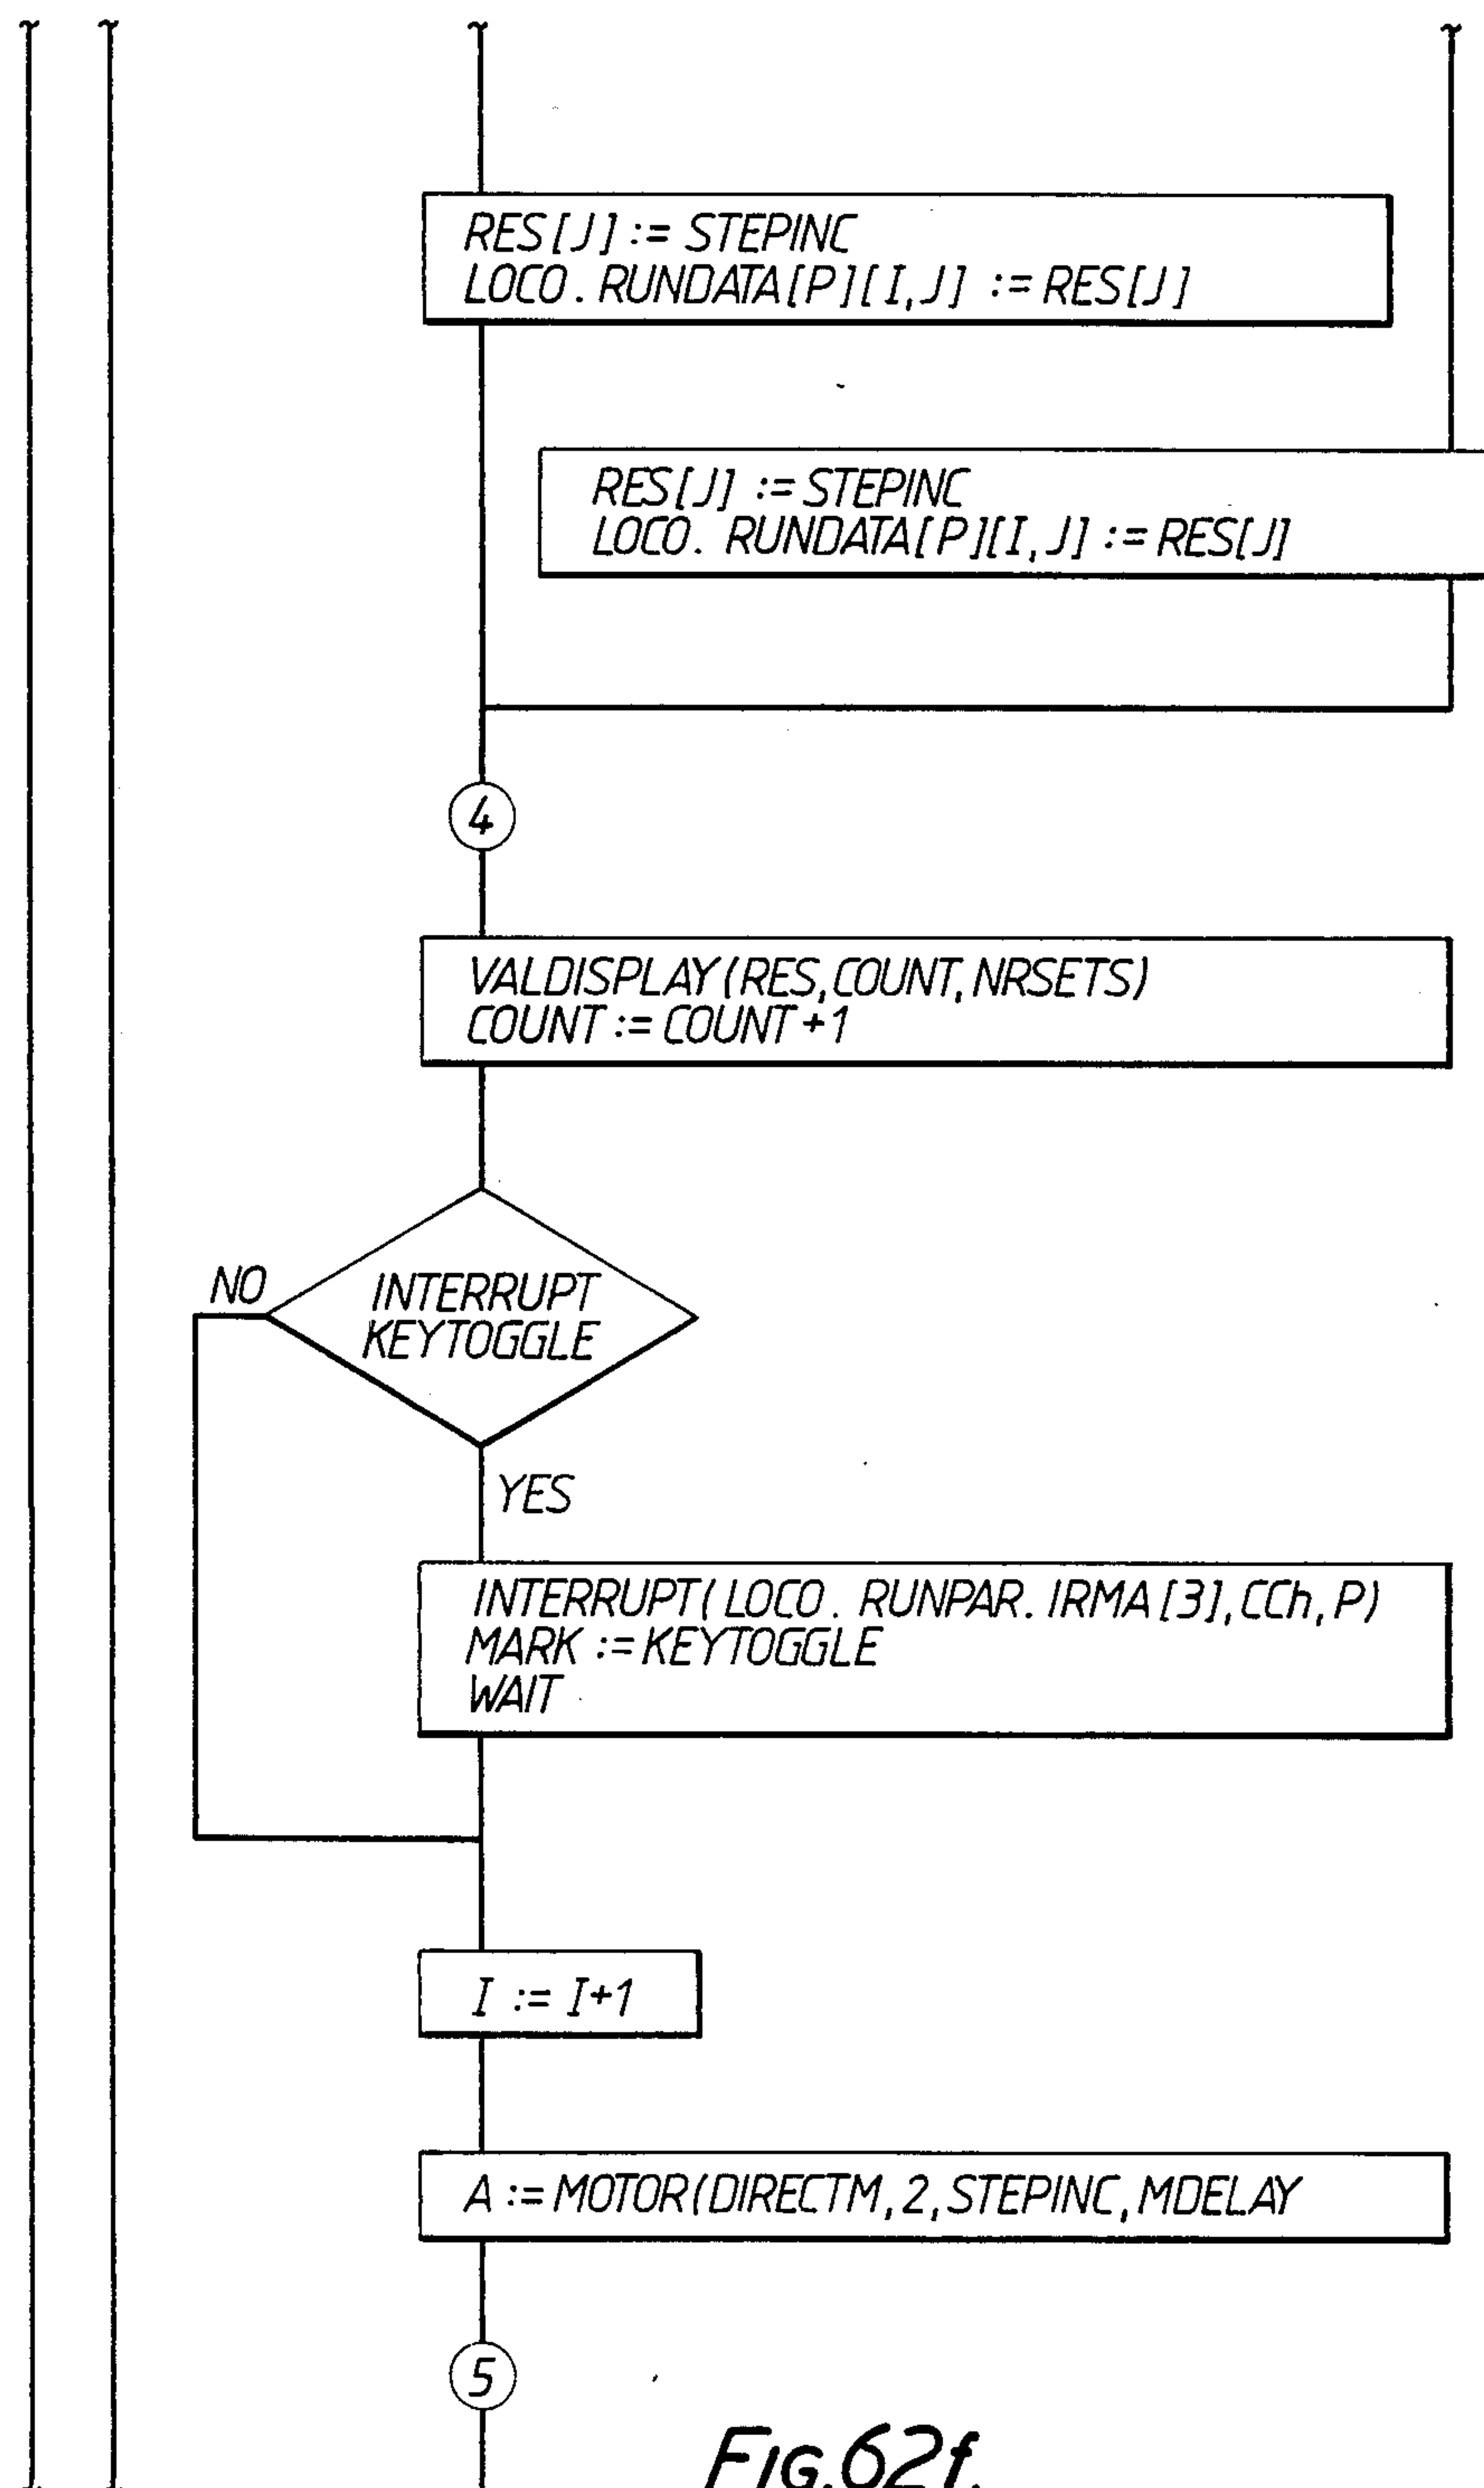 RES[J] := STEPINC
LOCO. RUNDATA[P][I,J] := RES[J]
RES[J] := STEPINC
LOCO. RUNDATA[P][I,J] := RES[J]
4
VALDISPLAY(RES,COUNT,NRSETS)
COUNT := COUNT+1
NO
INTERRUPT
KEYTOGGLE
YES
INTERRUPT(LOCO. RUNPAR. IRMA[3],CCh,P)
MARK := KEYTOGGLE
WAIT
I := I+1
A := MOTOR(DIRECTM,2,STEPINC,MDELAY
5
FIG.62f.